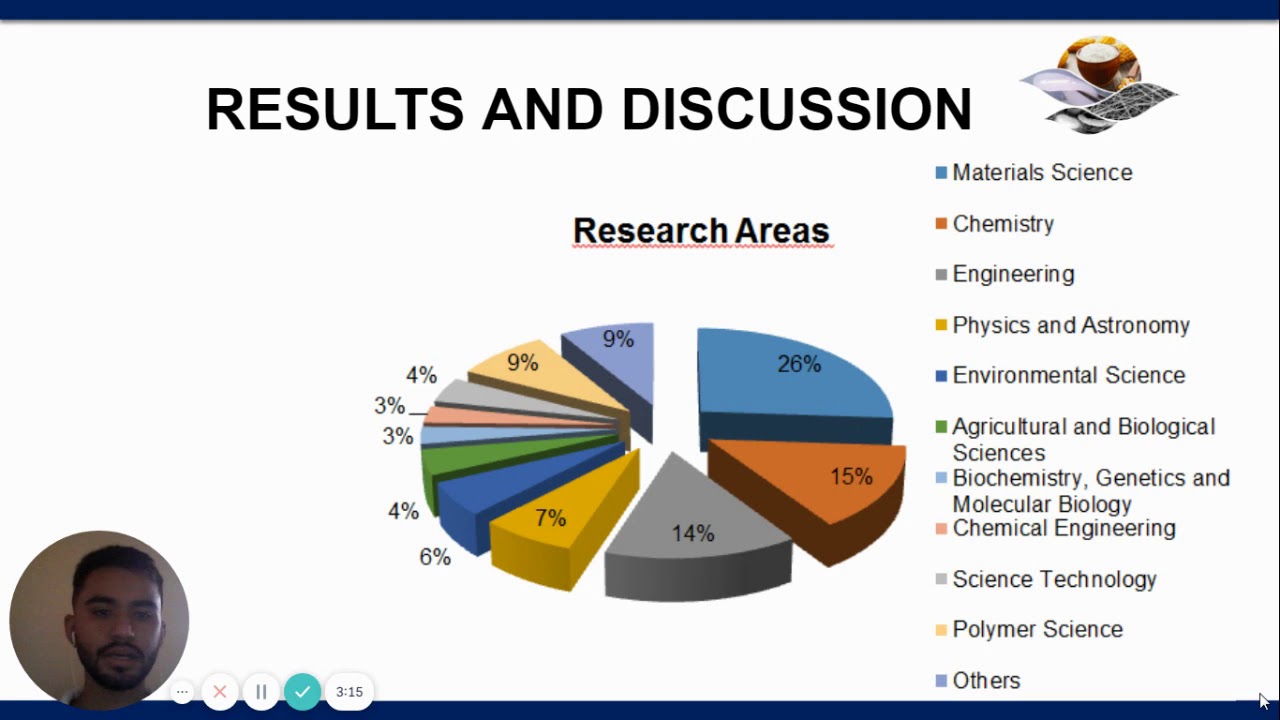 RESULTS AND DISCUSSION
Research Areas
Materials Science
Chemistry
Engineering
Physics and Astronomy
Environmental Science
Agricultural and Biological
Sciences
Biochemistry, Genetics and
Molecular Biology
Chemical Engineering
Science Technology
Polymer Science
Others
9%
26%
9%
4%
3%
3%
15%
4%
7%
14%
6%
3:15